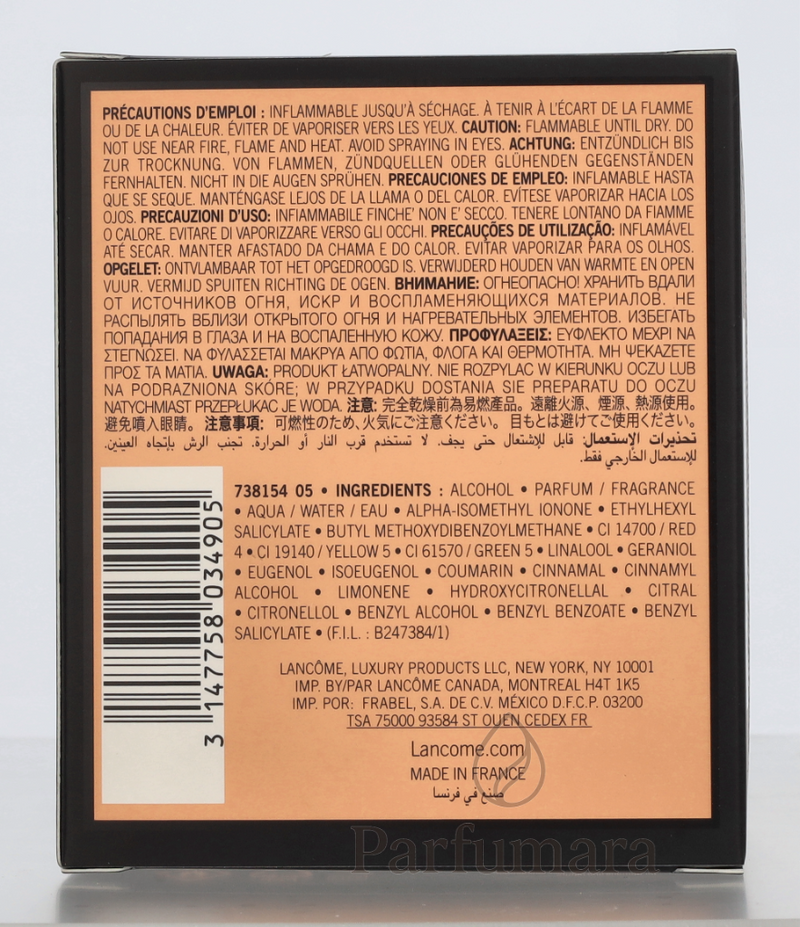 PRÉCAUTIONS D'EMPLOI : INFLAMMABLE JUSQU'À SÉCHAGE. À TENIR À L'ÉCART DE LA FLAMME
OU DE LA CHALEUR. ÉVITER DE VAPORISER VERS LES YEUX. CAUTION: FLAMMABLE UNTIL DRY. DO
NOT USE NEAR FIRE, FLAME AND HEAT. AVOID SPRAYING IN EYES. ACHTUNG: ENTZÜNDLICH BIS
ZUR TROCKNUNG. VON FLAMMEN, ZÜNDQUELLEN ODER GLÜHENDEN GEGENSTÄNDEN
FERNHALTEN. NICHT IN DIE AUGEN SPRÜHEN. PRECAUCIONES DE EMPLEO: INFLAMABLE HASTA
QUE SE SEQUE. MANTÉNGASE LEJOS DE LA LLAMA O DEL CALOR. EVÍTESE VAPORIZAR HACIA LOS
OJOS. PRECAUZIONI D'USO: INFIAMMABILE FINCHE' NON E' SECCO. TENERE LONTANO DA FIAMME
O CALORE. EVITARE DI VAPORIZZARE VERSO GLI OCCHI. PRECAUÇÕES DE UTILIZAÇÃO: INFLAMÁVEL
ATÉ SECAR. MANTER AFASTADO DA CHAMA E DO CALOR. EVITAR VAPORIZAR PARA OS OLHOS.
OPGELET: ONTVLAMBAAR TOT HET OPGEDROOGD IS. VERWIJDERD HOUDEN VAN WARMTE EN OPEN
VUUR. VERMIJD SPUITEN RICHTING DE OGEN. ВНИМАНИЕ: ОГНЕОПАСНО! ХРАНИТЬ ВДАЛИ
ОТ ИСТОЧНИКОВ ОГНЯ, ИСКР И ВОСПЛАМЕНЯЮЩИХСЯ МАТЕРИАЛОВ. НЕ
РАСПЫЛЯТЬ ВБЛИЗИ ОТКРЫТОГО ОГНЯ И НАГРЕВАТЕЛЬНЫХ ЭЛЕМЕНТОВ. ИЗБЕГАТЬ
ПОПАДАНИЯ В ГЛАЗА И НА ВОСПАЛЕННУЮ КОЖУ. ΠΡΟΦΥΛΑΞΕΙΣ: ΕΥΦΛΕΚΤΟ ΜΕΧΡΙ ΝΑ
ΣΤΕΓΝΩΣΕΙ. ΝΑ ΦΥΛΑΣΣΕΤΑΙ ΜΑΚΡΥΑ ΑΠΟ ΦΩΤΙΑ, ΦΛΟΓΑ ΚΑΙ ΘΕΡΜΟΤΗΤΑ. ΜΗ ΨΕΚΑΖΕΤΕ
ΠΡΟΣ ΤΑ ΜΑΤΙΑ. UWAGA: PRODUKT ŁATWOPALNY. NIE ROZPYLAĆ W KIERUNKU OCZU LUB
NA PODRAŻNIONĄ SKÓRĘ; W PRZYPADKU DOSTANIA SIĘ PREPARATU DO OCZU
NATYCHMIAST PRZEPŁUKAĆ JE WODĄ. 注意: 完全乾燥前為易燃產品。遠離火源、煙源、熱源使用。
避免噴入眼睛。 注意事項: 可燃性のため、火気にご注意ください。目もとは避けてご使用ください。
تحذيرات الإستعمال: قابل للإشتعال حتى يجف. لا تستخدم قرب النار أو الحرارة. تجنب الرش بإتجاه العينين.
للإستعمال الخارجي فقط.
738154 05 • INGREDIENTS : ALCOHOL • PARFUM / FRAGRANCE
• AQUA / WATER / EAU • ALPHA-ISOMETHYL IONONE • ETHYLHEXYL
SALICYLATE • BUTYL METHOXYDIBENZOYLMETHANE • CI 14700 / RED
4 • CI 19140 / YELLOW 5 • CI 61570 / GREEN 5 • LINALOOL • GERANIOL
• EUGENOL • ISOEUGENOL • COUMARIN • CINNAMAL • CINNAMYL
ALCOHOL • LIMONENE • HYDROXYCITRONELLAL • CITRAL
• CITRONELLOL • BENZYL ALCOHOL • BENZYL BENZOATE • BENZYL
SALICYLATE • (F.I.L. : B247384/1)
3 147758 034905
LANCÔME, LUXURY PRODUCTS LLC, NEW YORK, NY 10001
IMP. BY/PAR LANCÔME CANADA, MONTREAL H4T 1K5
IMP. POR: FRABEL, S.A. DE C.V. MÉXICO D.F.C.P. 03200
TSA 75000 93584 ST OUEN CEDEX FR
Lancome.com
MADE IN FRANCE
صنع في فرنسا
Parfumara